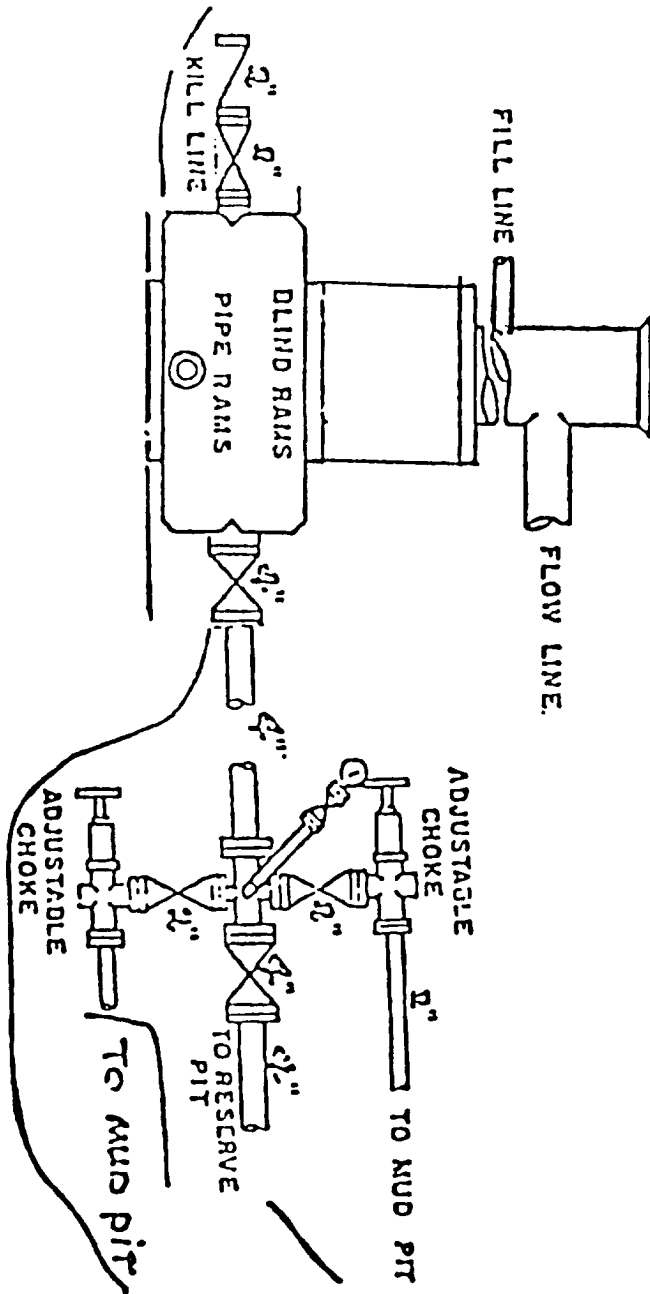 FILL LINE
FLOW LINE.
BLIND RAMS
PIPE RAMS
2"
2"
KILL LINE
4"
4"
ADJUSTABLE
CHOKE
2"
TO MUD PIT
2"
4"
4"
TO RESERVE
PIT
2"
ADJUSTABLE
CHOKE
To MUD PIT